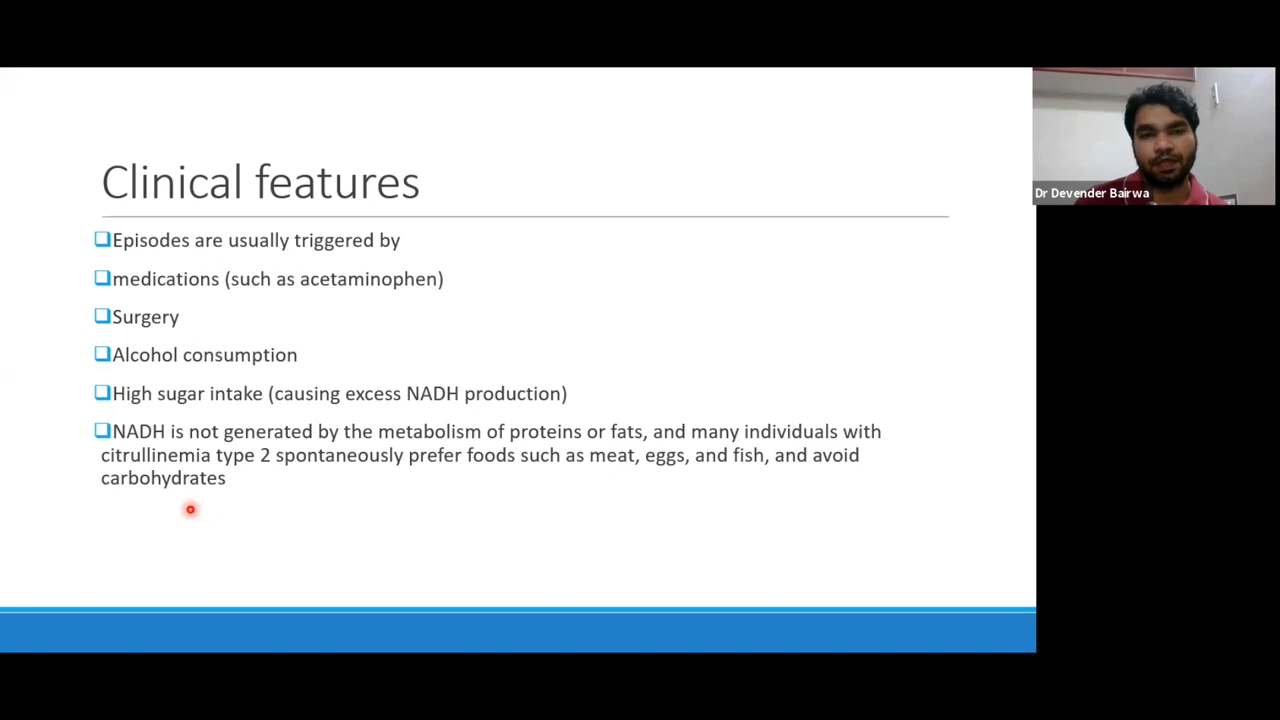 Clinical features
Episodes are usually triggered by
medications (such as acetaminophen)
Surgery
Alcohol consumption
High sugar intake (causing excess NADH production)
NADH is not generated by the metabolism of proteins or fats, and many individuals with
citrullinemia type 2 spontaneously prefer foods such as meat, eggs, and fish, and avoid
carbohydrates
Dr Devender Bairwa